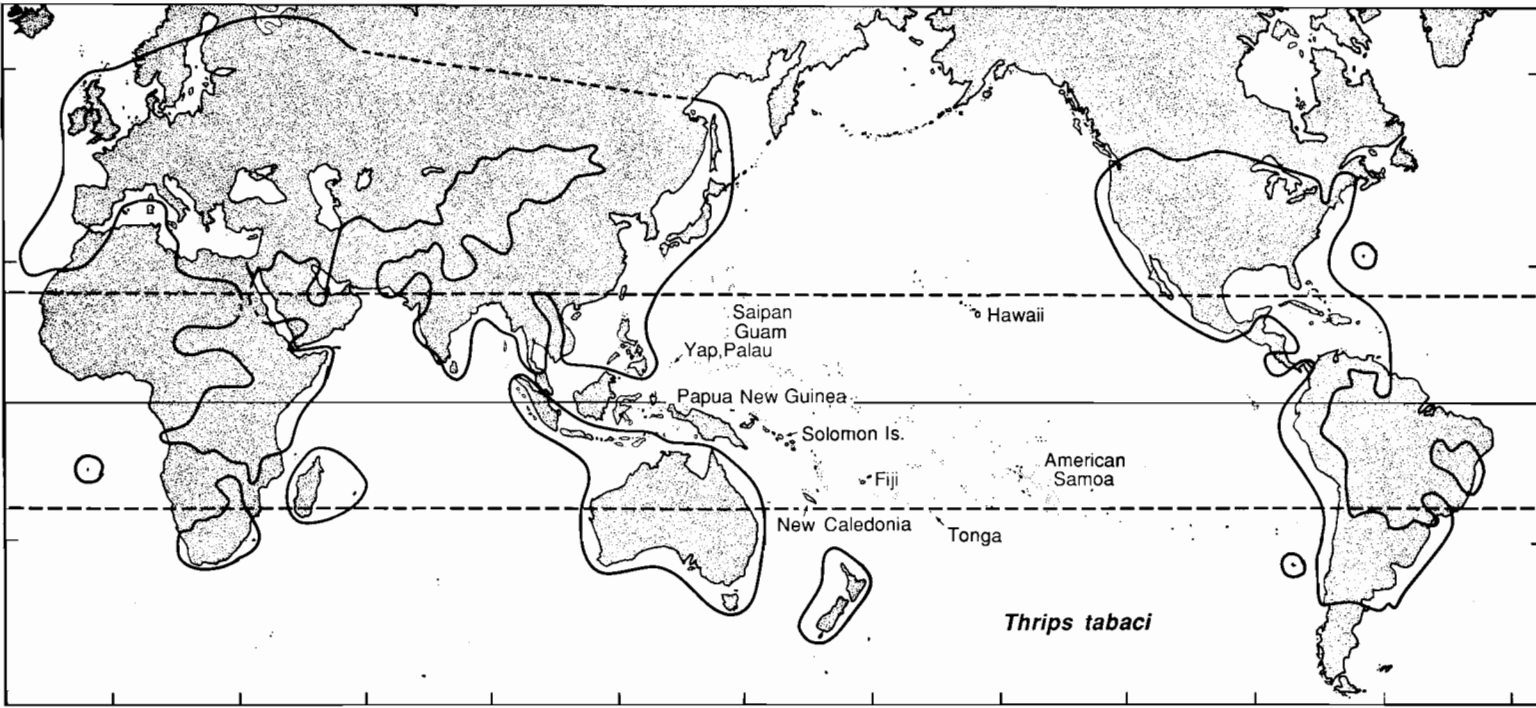 Saipan
Guam
Hawaii
Yap, Palau
Papua New Guinea
Solomon Is.
American
Samoa
Fiji
New Caledonia
Tonga
Thrips tabaci